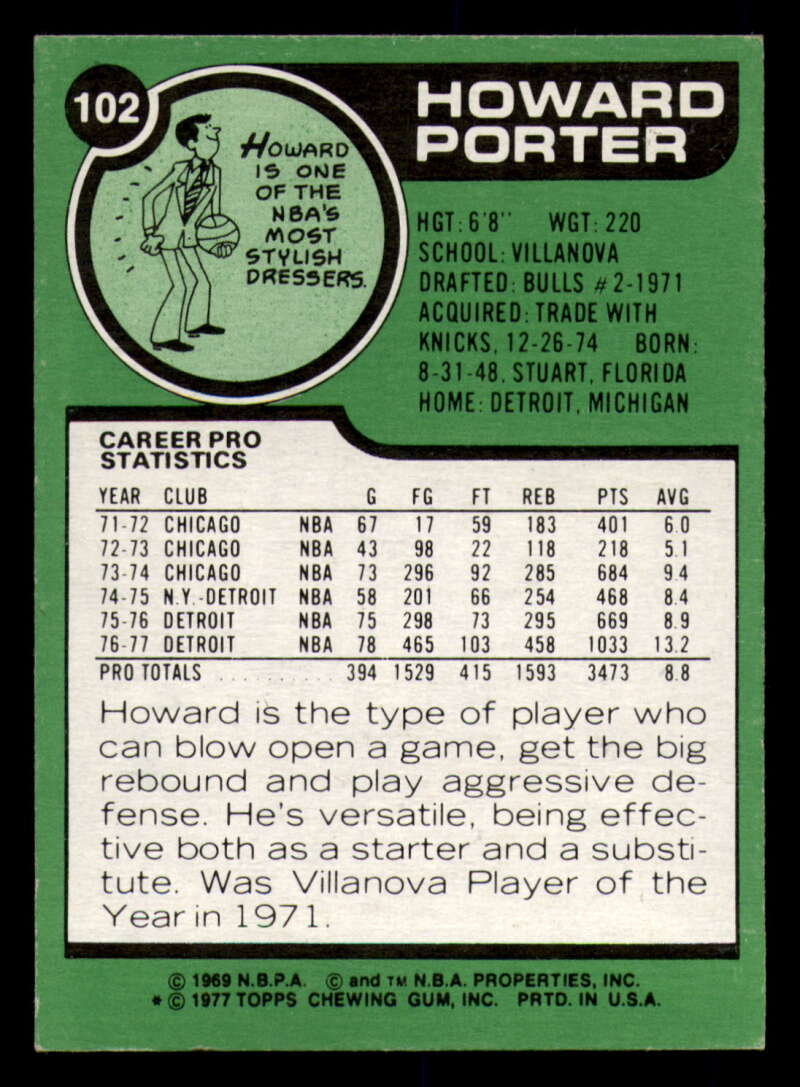 102
HOWARD
PORTER
HOWARD
IS ONE
OF THE
NBA'S
MOST
STYLISH
DRESSERS.
HGT: 6'8" WGT: 220
SCHOOL: VILLANOVA
DRAFTED: BULLS #2-1971
ACQUIRED: TRADE WITH
KNICKS, 12-26-74 BORN:
8-31-48, STUART, FLORIDA
HOME: DETROIT, MICHIGAN
CAREER PRO
STATISTICS
YEAR CLUB G FG FT REB PTS AVG
71-72 CHICAGO NBA 67 17 59 183 401 6.0
72-73 CHICAGO NBA 43 98 22 118 218 5.1
73-74 CHICAGO NBA 73 296 92 285 684 9.4
74-75 N.Y.-DETROIT NBA 58 201 66 254 468 8.4
75-76 DETROIT NBA 75 298 73 295 669 8.9
76-77 DETROIT NBA 78 465 103 458 1033 13.2
PRO TOTALS .......... 394 1529 415 1593 3473 8.8
Howard is the type of player who
can blow open a game, get the big
rebound and play aggressive de-
fense. He's versatile, being effec-
tive both as a starter and a substi-
tute. Was Villanova Player of the
Year in 1971.
© 1969 N.B.P.A. © and TM N.B.A. PROPERTIES, INC.
* © 1977 TOPPS CHEWING GUM, INC. PRTD. IN U.S.A.